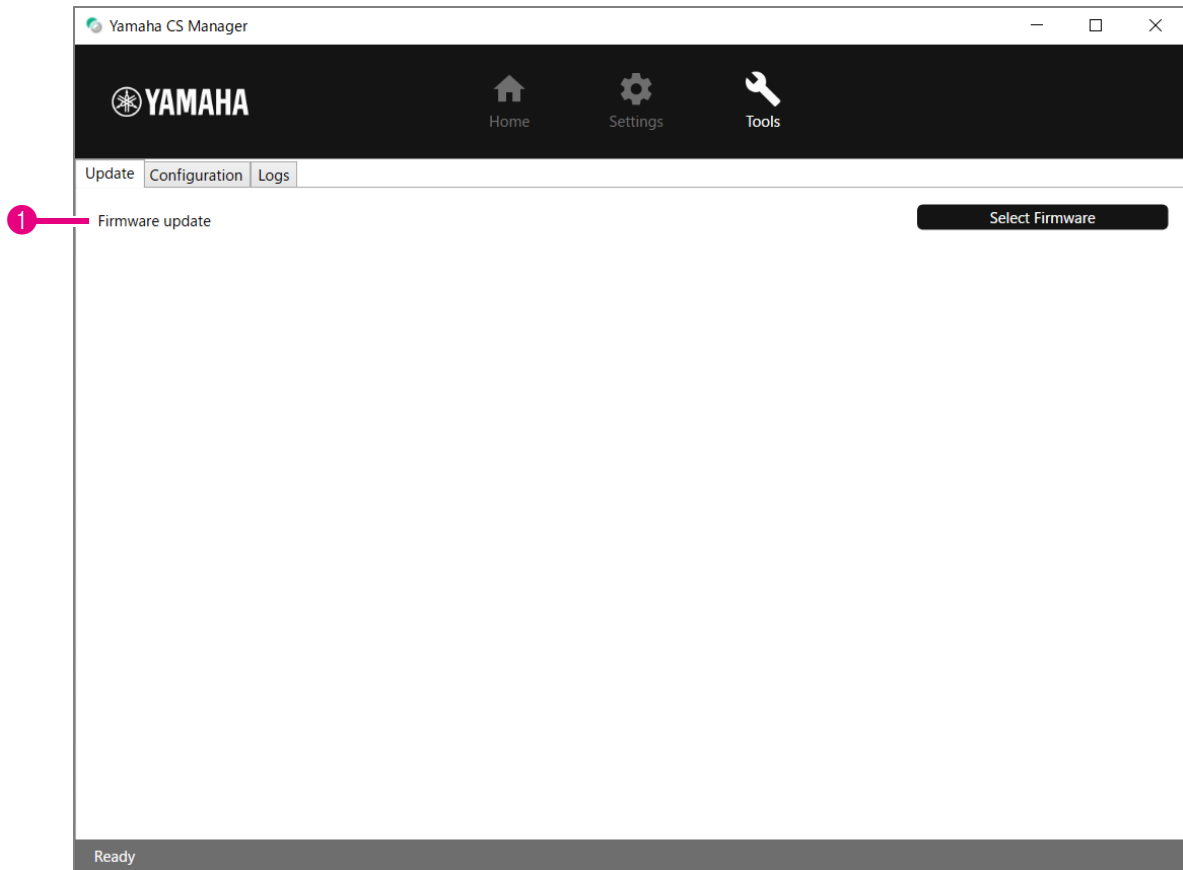 Yamaha CS Manager
YAMAHA
Home Settings Tools
Update Configuration Logs
1 Firmware update Select Firmware
Ready